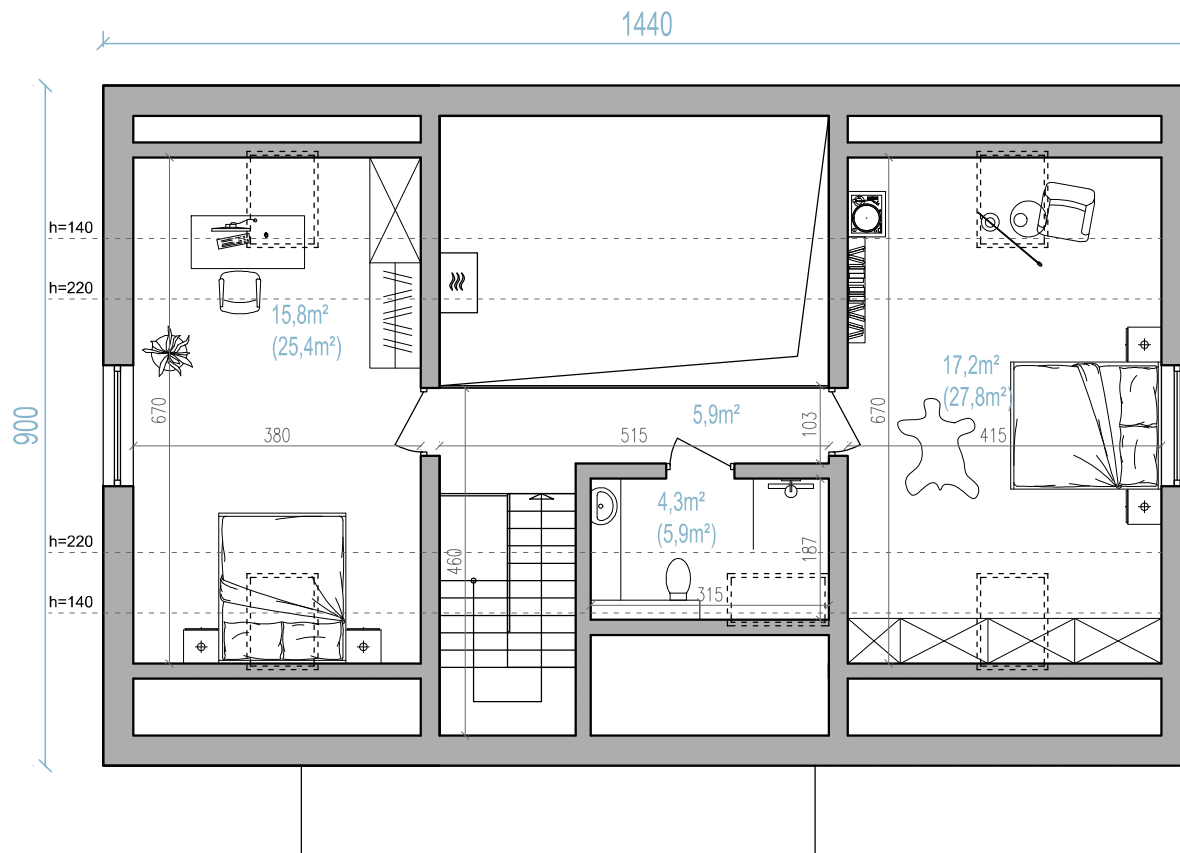 1440
900
h=140
h=220
15,8m²
(25,4m²)
17,2m²
(27,8m²)
670
380
5,9m²
515
103
670
415
4,3m²
(5,9m²)
h=220
460
187
h=140
315